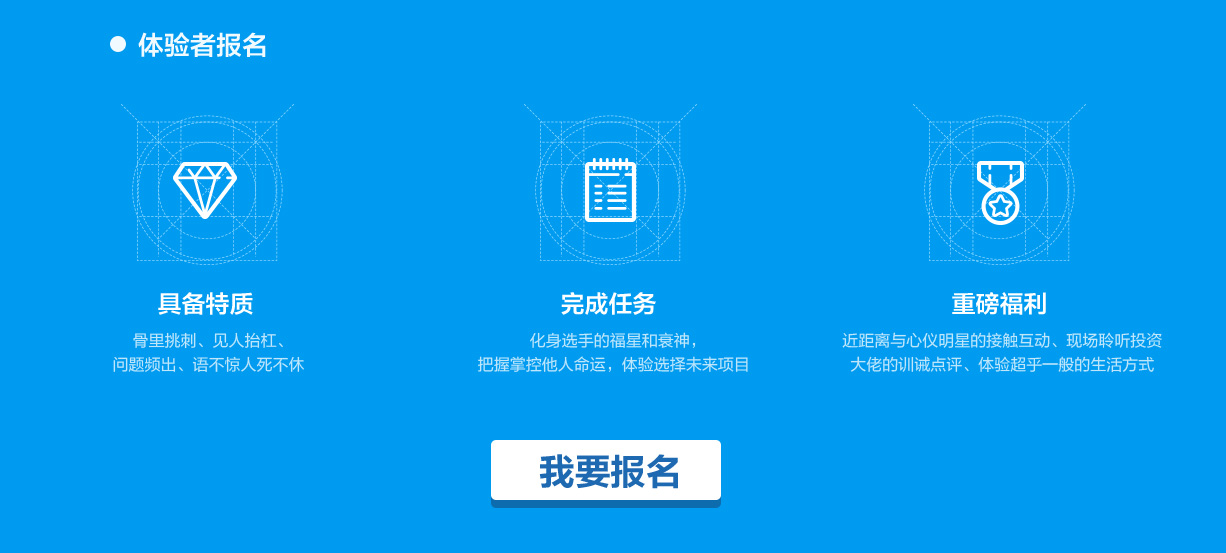 体验者报名
具备特质
骨里挑刺、见人抬杠、
问题频出、语不惊人死不休
完成任务
化身选手的福星和衰神，
把握掌控他人命运，体验选择未来项目
重磅福利
近距离与心仪明星的接触互动、现场聆听投资
大佬的训诫点评、体验超乎一般的生活方式
我要报名